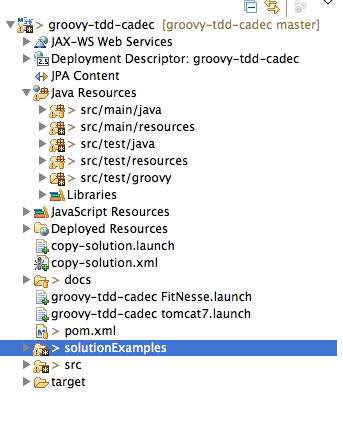 > groovy-tdd-cadec [groovy-tdd-cadec master]
JAX-WS Web Services
Deployment Descriptor: groovy-tdd-cadec
JPA Content
Java Resources
> src/main/java
> src/main/resources
> src/test/java
> src/test/resources
> src/test/groovy
Libraries
JavaScript Resources
Deployed Resources
copy-solution.launch
copy-solution.xml
> docs
groovy-tdd-cadec FitNesse.launch
groovy-tdd-cadec tomcat7.launch
> pom.xml
> solutionExamples
> src
target